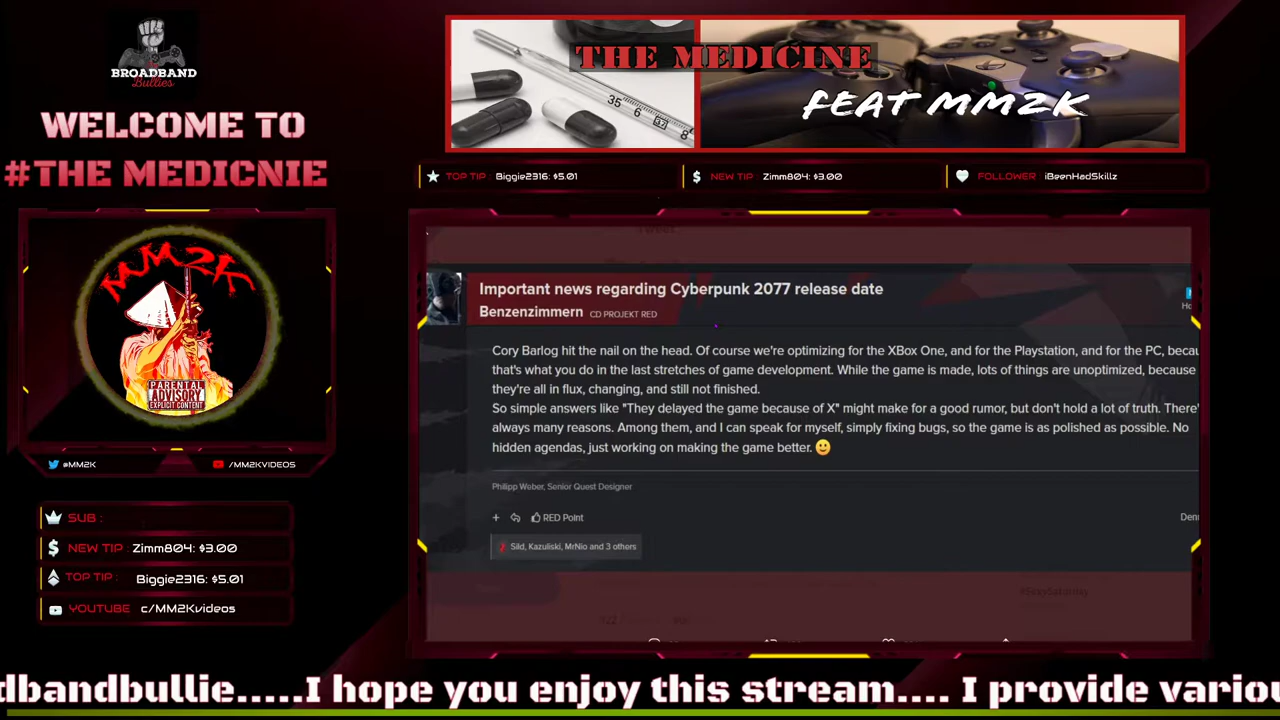 BROADBAND
Bullies
WELCOME TO
#THE MEDICNIE
THE MEDICINE
FEAT MM2K
35
6
37
8
TOP TIP : Biggie2316: $5.01
NEW TIP : Zimm804: $3.00
FOLLOWER : iBeenHadSkillz
MM2K
PARENTAL
ADVISORY
EXPLICIT CONTENT
@MM2K
/MM2KVIDEOS
SUB :
NEW TIP : Zimm804: $3.00
TOP TIP : Biggie2316: $5.01
YOUTUBE c/MM2Kvideos
Tweet
Important news regarding Cyberpunk 2077 release date
Benzenzimmern CD PROJEKT RED
Ho
Cory Barlog hit the nail on the head. Of course we're optimizing for the XBox One, and for the Playstation, and for the PC, becau
that's what you do in the last stretches of game development. While the game is made, lots of things are unoptimized, because
they're all in flux, changing, and still not finished.
So simple answers like "They delayed the game because of X" might make for a good rumor, but don't hold a lot of truth. There'
always many reasons. Among them, and I can speak for myself, simply fixing bugs, so the game is as polished as possible. No
hidden agendas, just working on making the game better. 🙂
Philipp Weber, Senior Quest Designer
+ RED Point
Denn
Sild, Kazuliski, MrNio and 3 others
dbandbullie.....I hope you enjoy this stream.... I provide variou